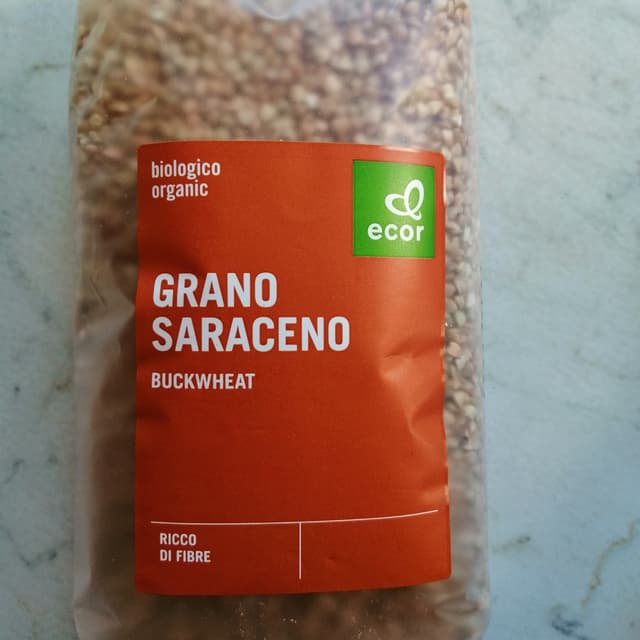 biologico
organic
ecor
GRANO
SARACENO
BUCKWHEAT
RICCO
DI FIBRE